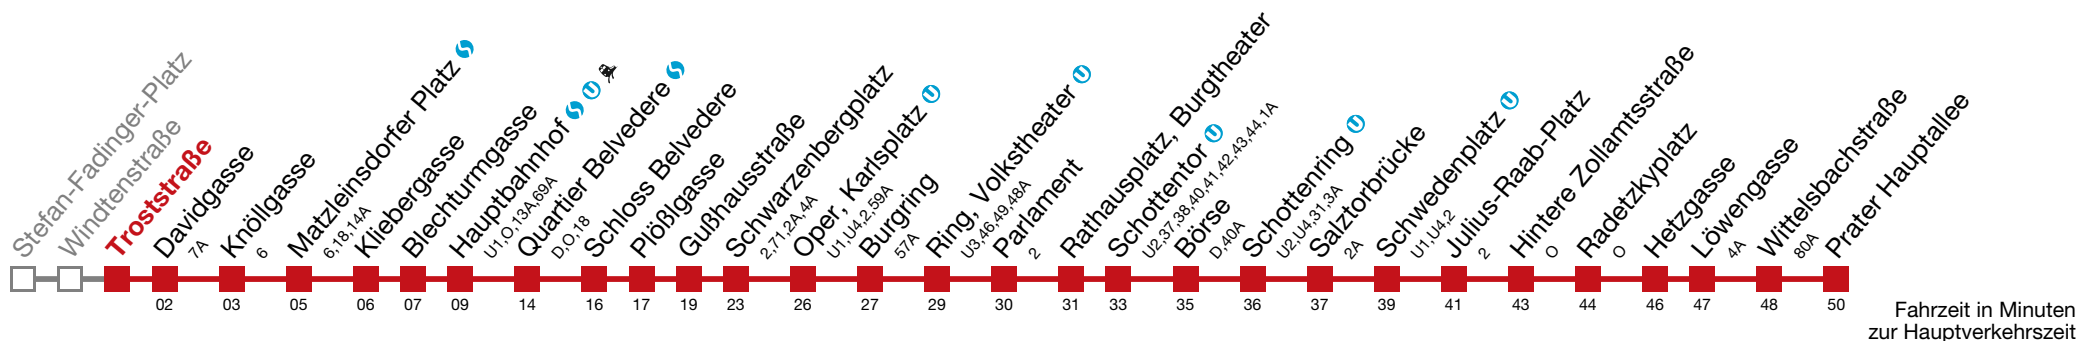 Stefan-Fadinger-Platz
Windtenstraße
Troststraße
Davidgasse
7A
Knöllgasse
6
Matzleinsdorfer Platz
6,18,14A
Kliebergasse
Blechturmgasse
Hauptbahnhof
U1,O,13A,69A
Quartier Belvedere
D,O,18
Schloss Belvedere
Plößlgasse
Gußhausstraße
Schwarzenbergplatz
2,71,2A,4A
Oper, Karlsplatz U
U1,U4,2,59A
Burgring
57A
Ring, Volkstheater U
U3,46,49,48A
Parlament
2
Rathausplatz, Burgtheater
Schottentor U
U2,37,38,40,41,42,43,44,1A
Börse
D,40A
Schottenring U
U2,U4,31,3A
Salztorbrücke
2A
Schwedenplatz U
U1,U4,2
Julius-Raab-Platz
2
Hintere Zollamtsstraße
O
Radetzkyplatz
O
Hetzgasse
Löwengasse
4A
Wittelsbachstraße
80A
Prater Hauptallee
02 03 05 06 07 09 14 16 17 19 23 26 27 29 30 31 33 35 36 37 39 41 43 44 46 47 48 50
Fahrzeit in Minuten
zur Hauptverkehrszeit